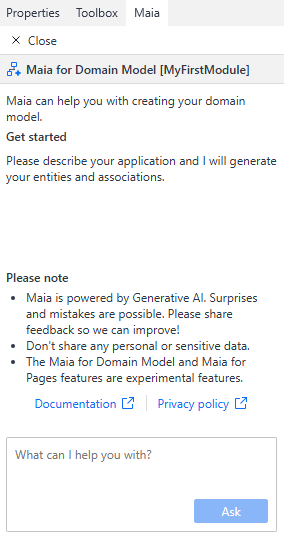 Properties Toolbox Maia
× Close
Maia for Domain Model [MyFirstModule]
Maia can help you with creating your domain
model.
Get started
Please describe your application and I will generate
your entities and associations.
Please note
• Maia is powered by Generative AI. Surprises
and mistakes are possible. Please share
feedback so we can improve!
• Don't share any personal or sensitive data.
• The Maia for Domain Model and Maia for
Pages features are experimental features.
Documentation Privacy policy
What can I help you with?
Ask